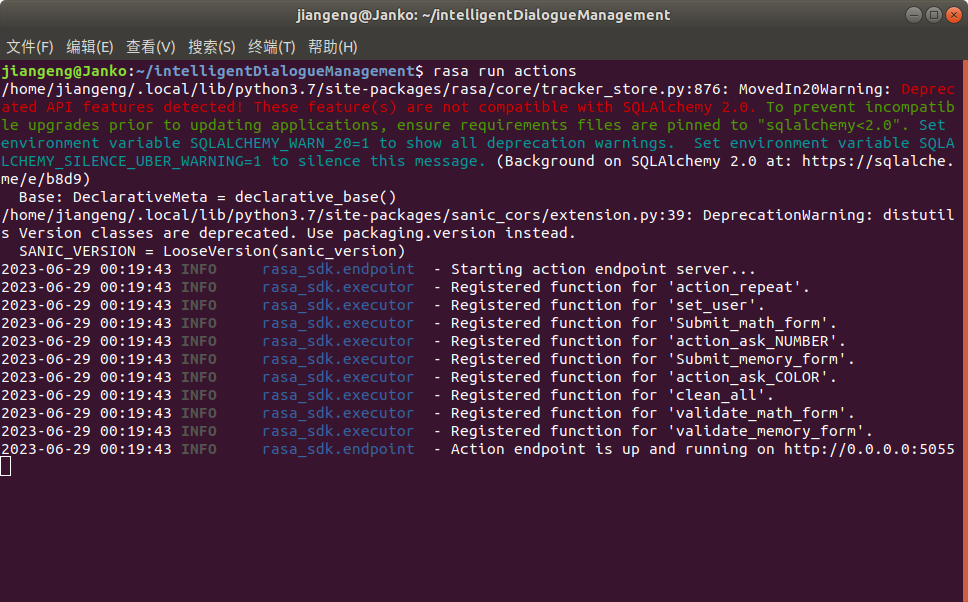 jiangeng@Janko: ~/intelligentDialogueManagement
文件(F) 编辑(E) 查看(V) 搜索(S) 终端(T) 帮助(H)
jiangeng@Janko:~/intelligentDialogueManagement$ rasa run actions
/home/jiangeng/.local/lib/python3.7/site-packages/rasa/core/tracker_store.py:876: MovedIn20Warning: Deprec
ated API features detected! These feature(s) are not compatible with SQLAlchemy 2.0. To prevent incompatib
le upgrades prior to updating applications, ensure requirements files are pinned to "sqlalchemy<2.0". Set 
environment variable SQLALCHEMY_WARN_20=1 to show all deprecation warnings.  Set environment variable SQLA
LCHEMY_SILENCE_UBER_WARNING=1 to silence this message. (Background on SQLAlchemy 2.0 at: https://sqlalche.
me/e/b8d9)
  Base: DeclarativeMeta = declarative_base()
/home/jiangeng/.local/lib/python3.7/site-packages/sanic_cors/extension.py:39: DeprecationWarning: distutil
s Version classes are deprecated. Use packaging.version instead.
  SANIC_VERSION = LooseVersion(sanic_version)
2023-06-29 00:19:43 INFO     rasa_sdk.endpoint  - Starting action endpoint server...
2023-06-29 00:19:43 INFO     rasa_sdk.executor  - Registered function for 'action_repeat'.
2023-06-29 00:19:43 INFO     rasa_sdk.executor  - Registered function for 'set_user'.
2023-06-29 00:19:43 INFO     rasa_sdk.executor  - Registered function for 'Submit_math_form'.
2023-06-29 00:19:43 INFO     rasa_sdk.executor  - Registered function for 'action_ask_NUMBER'.
2023-06-29 00:19:43 INFO     rasa_sdk.executor  - Registered function for 'Submit_memory_form'.
2023-06-29 00:19:43 INFO     rasa_sdk.executor  - Registered function for 'action_ask_COLOR'.
2023-06-29 00:19:43 INFO     rasa_sdk.executor  - Registered function for 'clean_all'.
2023-06-29 00:19:43 INFO     rasa_sdk.executor  - Registered function for 'validate_math_form'.
2023-06-29 00:19:43 INFO     rasa_sdk.executor  - Registered function for 'validate_memory_form'.
2023-06-29 00:19:43 INFO     rasa_sdk.endpoint  - Action endpoint is up and running on http://0.0.0.0:5055